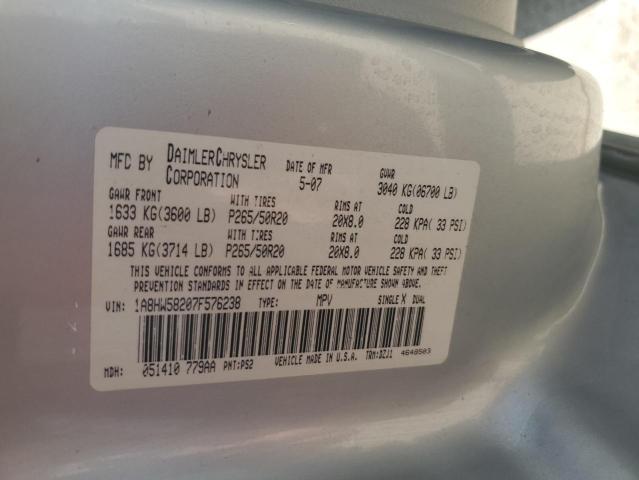 MFD BY DAIMLERCHRYSLER CORPORATION DATE OF MFR 5-07 GVWR 3040 KG(06700 LB)
GAWR FRONT WITH TIRES RIMS AT COLD
1633 KG(3600 LB) P265/50R20 20X8.0 228 KPA( 33 PSI)
GAWR REAR WITH TIRES RIMS AT COLD
1685 KG(3714 LB) P265/50R20 20X8.0 228 KPA( 33 PSI)
THIS VEHICLE CONFORMS TO ALL APPLICABLE FEDERAL MOTOR VEHICLE SAFETY AND THEFT
PREVENTION STANDARDS IN EFFECT ON THE DATE OF MANUFACTURE SHOWN ABOVE.
VIN: 1A8HW58207F576238 TYPE: MPV SINGLE X DUAL
MDH: 051410 779AA PNT:PS2 VEHICLE MADE IN U.S.A. TRM:DZJ1 4648503